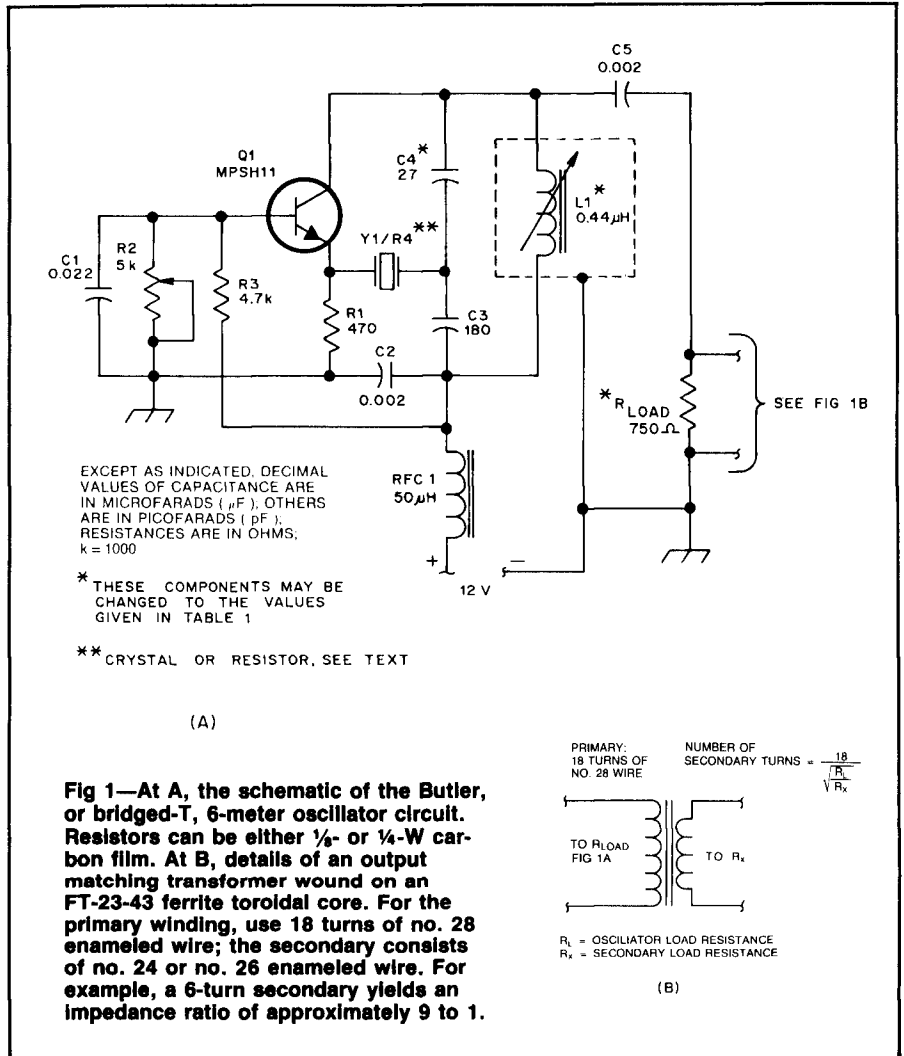 C5
0.002
Q1
MPSH11
C4*
27
L1*
0.44μH
Y1/R4**
C1
0.022
R2
5k
R3
4.7k
R1
470
C3
180
C2
0.002
*RLOAD
750Ω
SEE FIG 1B
RFC 1
50μH
+
−
12 V
EXCEPT AS INDICATED, DECIMAL
VALUES OF CAPACITANCE ARE
IN MICROFARADS ( μF ); OTHERS
ARE IN PICOFARADS ( pF );
RESISTANCES ARE IN OHMS;
k = 1000
* THESE COMPONENTS MAY BE
CHANGED TO THE VALUES
GIVEN IN TABLE 1
** CRYSTAL OR RESISTOR, SEE TEXT
(A)
Fig 1—At A, the schematic of the Butler,
or bridged-T, 6-meter oscillator circuit.
Resistors can be either 1/8- or 1/4-W car-
bon film. At B, details of an output
matching transformer wound on an
FT-23-43 ferrite toroidal core. For the
primary winding, use 18 turns of no. 28
enameled wire; the secondary consists
of no. 24 or no. 26 enameled wire. For
example, a 6-turn secondary yields an
impedance ratio of approximately 9 to 1.
PRIMARY:
18 TURNS OF
NO. 28 WIRE
NUMBER OF
SECONDARY TURNS = 18 / √(RL / Rx)
TO RLOAD
FIG 1A
TO Rx
RL = OSCILIATOR LOAD RESISTANCE
Rx = SECONDARY LOAD RESISTANCE
(B)